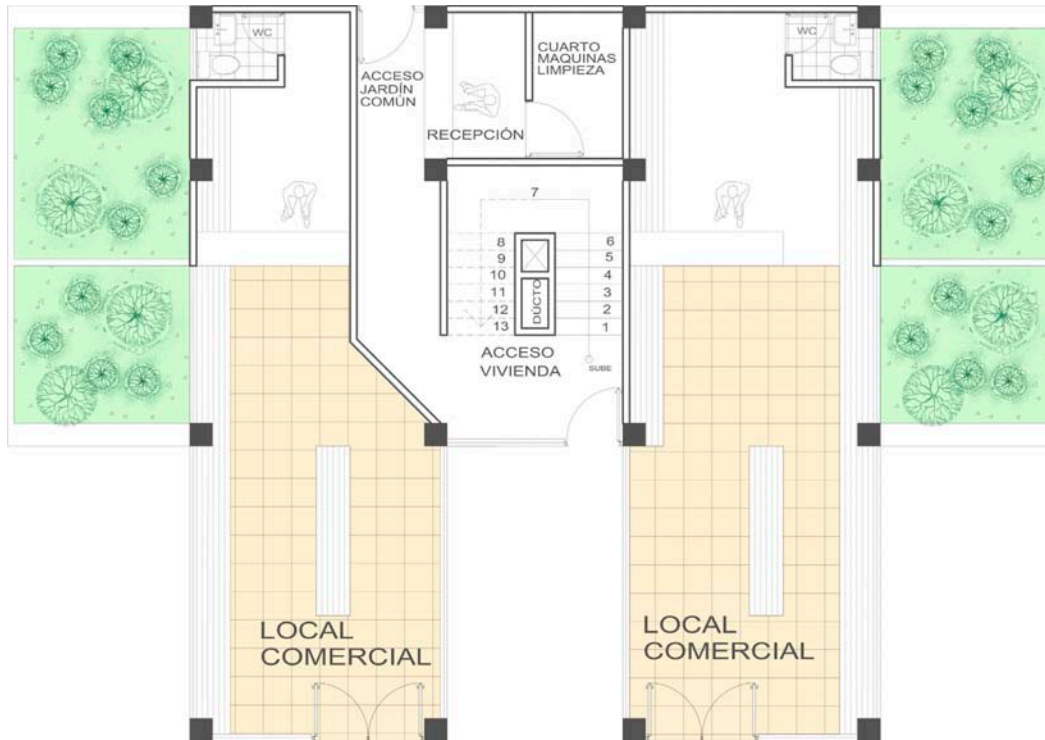 WC
ACCESO
JARDÍN
COMÚN
RECEPCIÓN
CUARTO
MAQUINAS
LIMPIEZA
WC
7
8
9
10
11
12
13
DÚCTO
6
5
4
3
2
1
ACCESO
VIVIENDA
SUBE
LOCAL
COMERCIAL
LOCAL
COMERCIAL